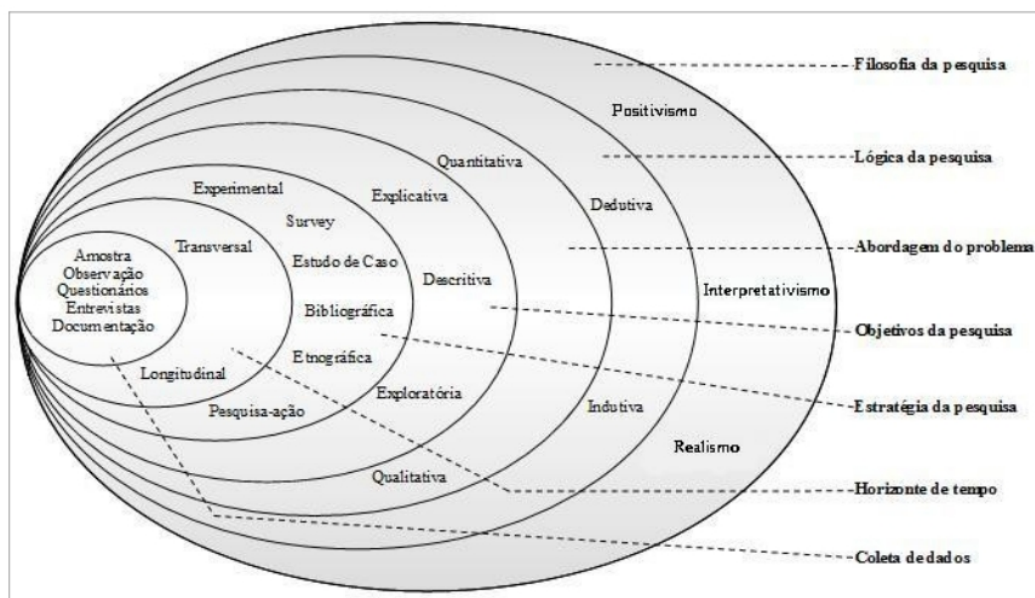 Filosofia da pesquisa
Positivismo
Lógica da pesquisa
Quantitativa
Experimental
Explicativa
Dedutiva
Survey
Transversal
Abordagem do problema
Amostra
Observação
Questionários
Entrevistas
Documentação
Estudo de Caso
Descritiva
Interpretativismo
Bibliográfica
Objetivos da pesquisa
Etnográfica
Longitudinal
Exploratória
Pesquisa-ação
Indutiva
Estratégia da pesquisa
Realismo
Qualitativa
Horizonte de tempo
Coleta de dados